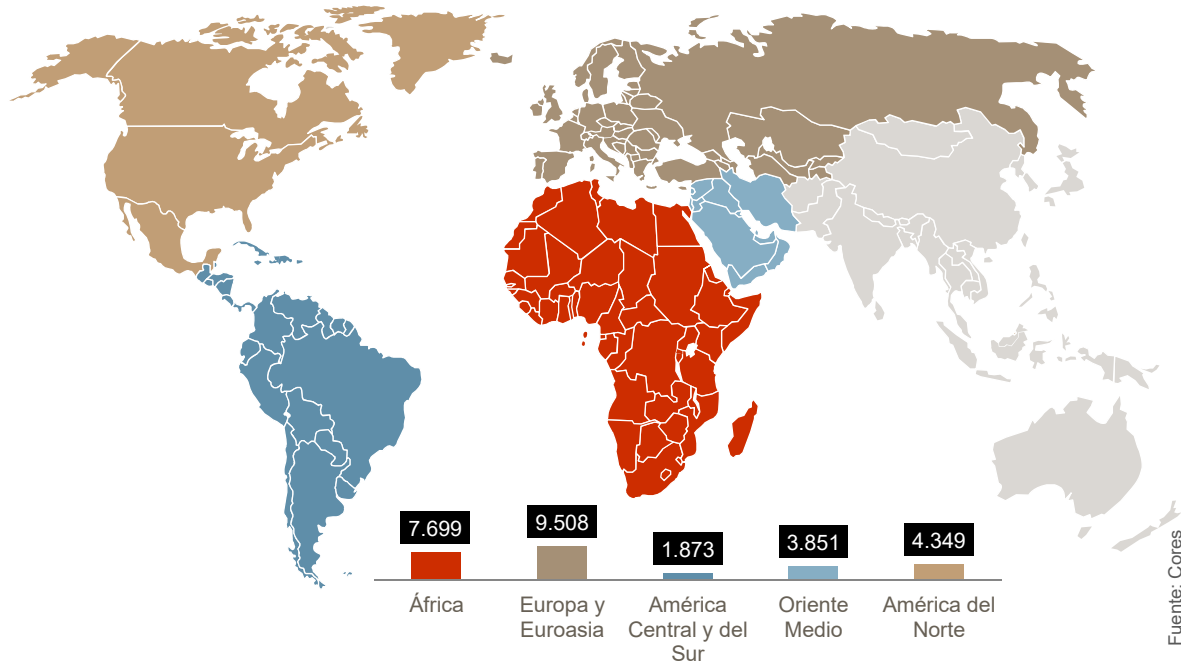 7.699
9.508
1.873
3.851
4.349
África
Europa y
Euroasia
América
Central y del
Sur
Oriente
Medio
América del
Norte
Fuente: Cores